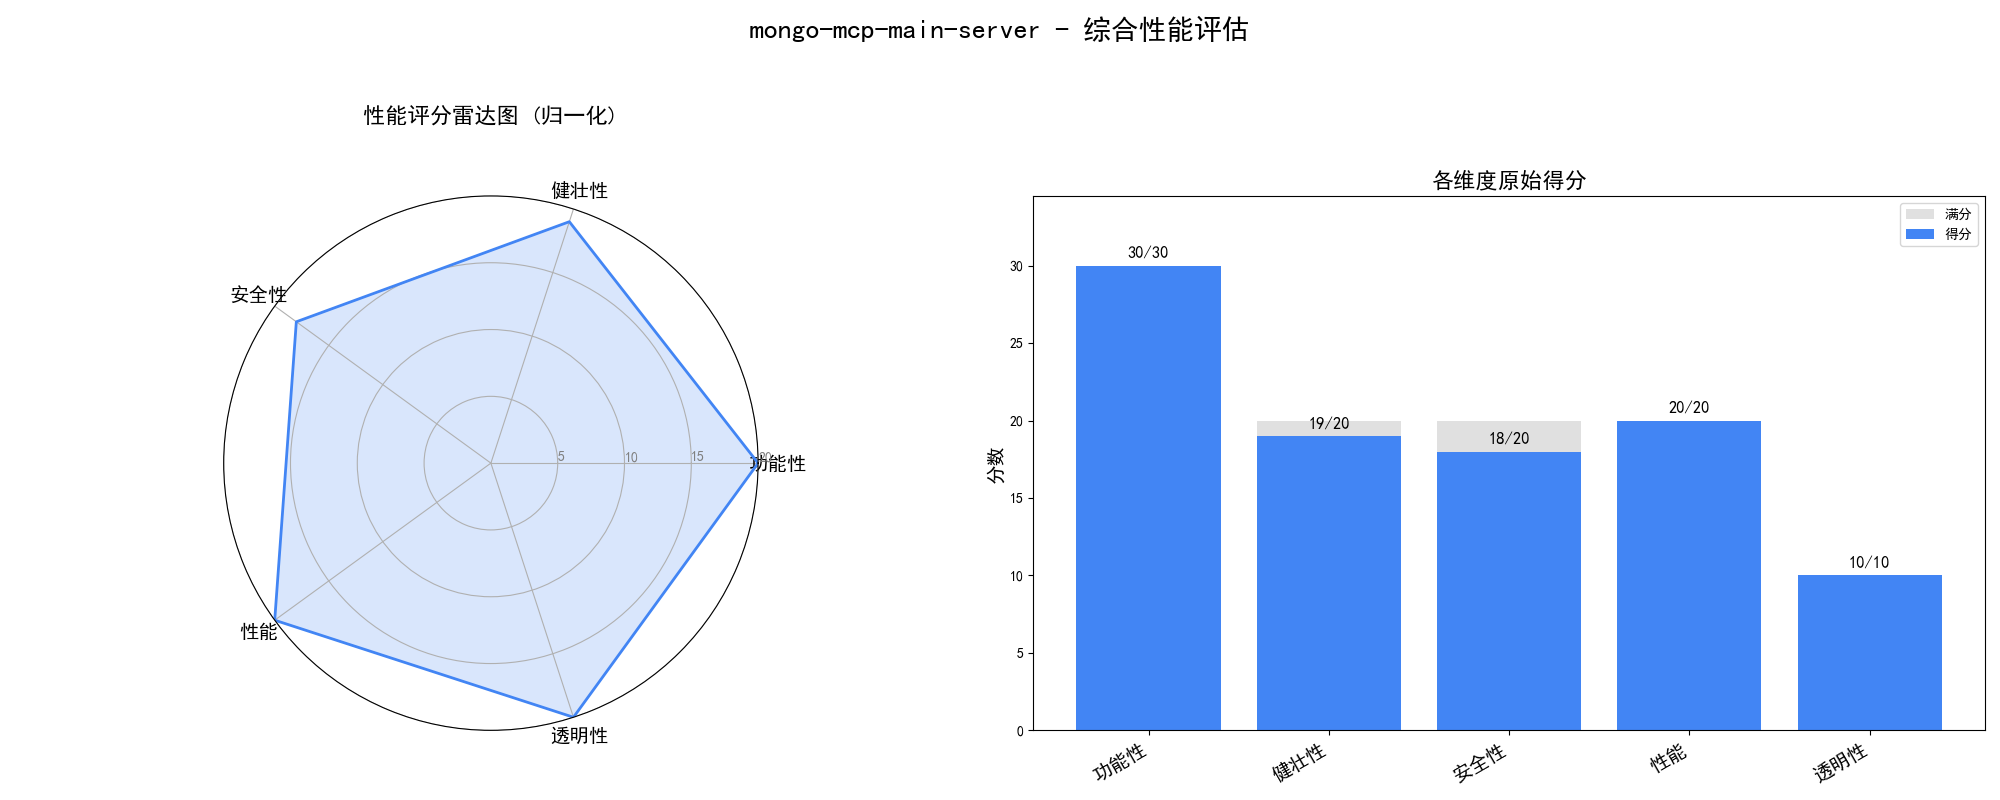 mongo-mcp-main-server - 综合性能评估
性能评分雷达图 (归一化)
健壮性
安全性
功能性
性能
透明性
5
10
15
20
各维度原始得分
满分
得分
分数
30
25
20
15
10
5
0
30/30
19/20
18/20
20/20
10/10
功能性
健壮性
安全性
性能
透明性